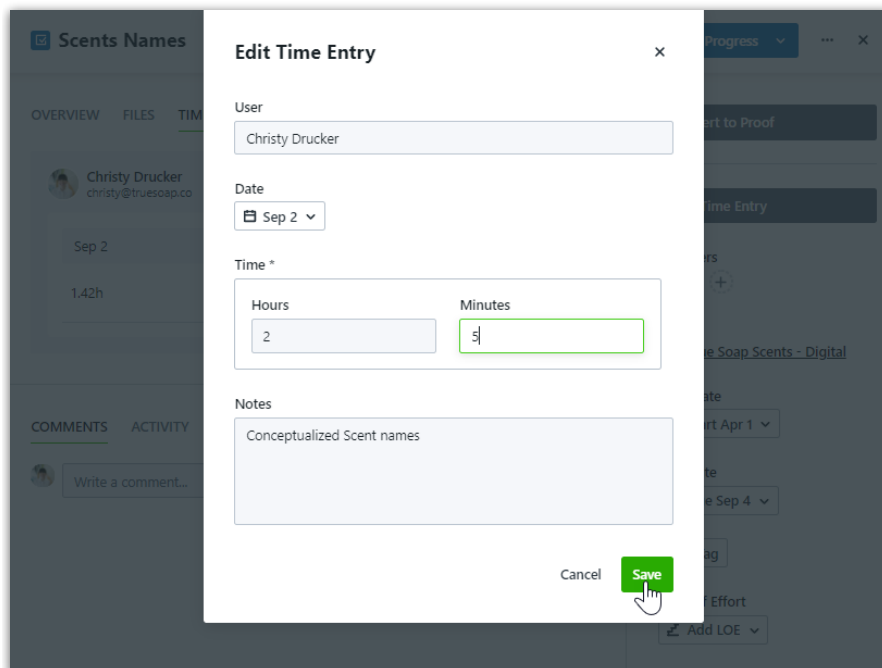 Scents Names
Progress
OVERVIEW
FILES
TIM
ert to Proof
Christy Drucker
christy@truesoap.co
Time Entry
Sep 2
1.42h
ers
e Soap Scents - Digital
ate
rt Apr 1
te
e Sep 4
ag
f Effort
Add LOE
COMMENTS
ACTIVITY
Write a comment...
Edit Time Entry
User
Christy Drucker
Date
Sep 2
Time *
Hours
Minutes
2
5
Notes
Conceptualized Scent names
Cancel
Save